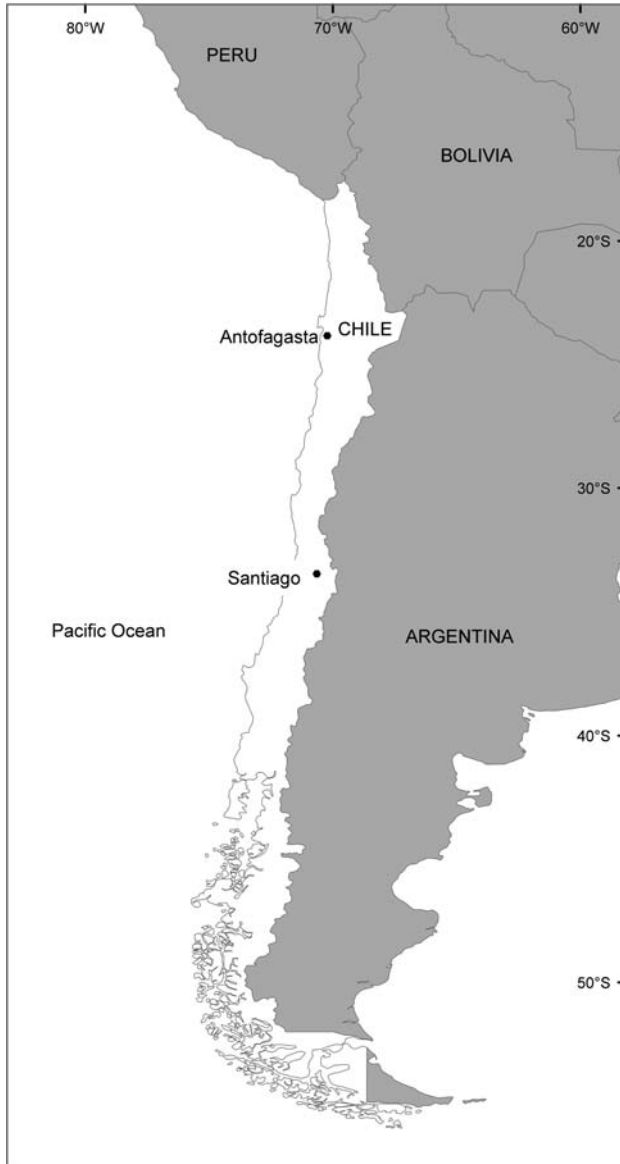 80°W
70°W
60°W
PERU
BOLIVIA
20°S
Antofagasta
CHILE
30°S
Santiago
Pacific Ocean
ARGENTINA
40°S
50°S